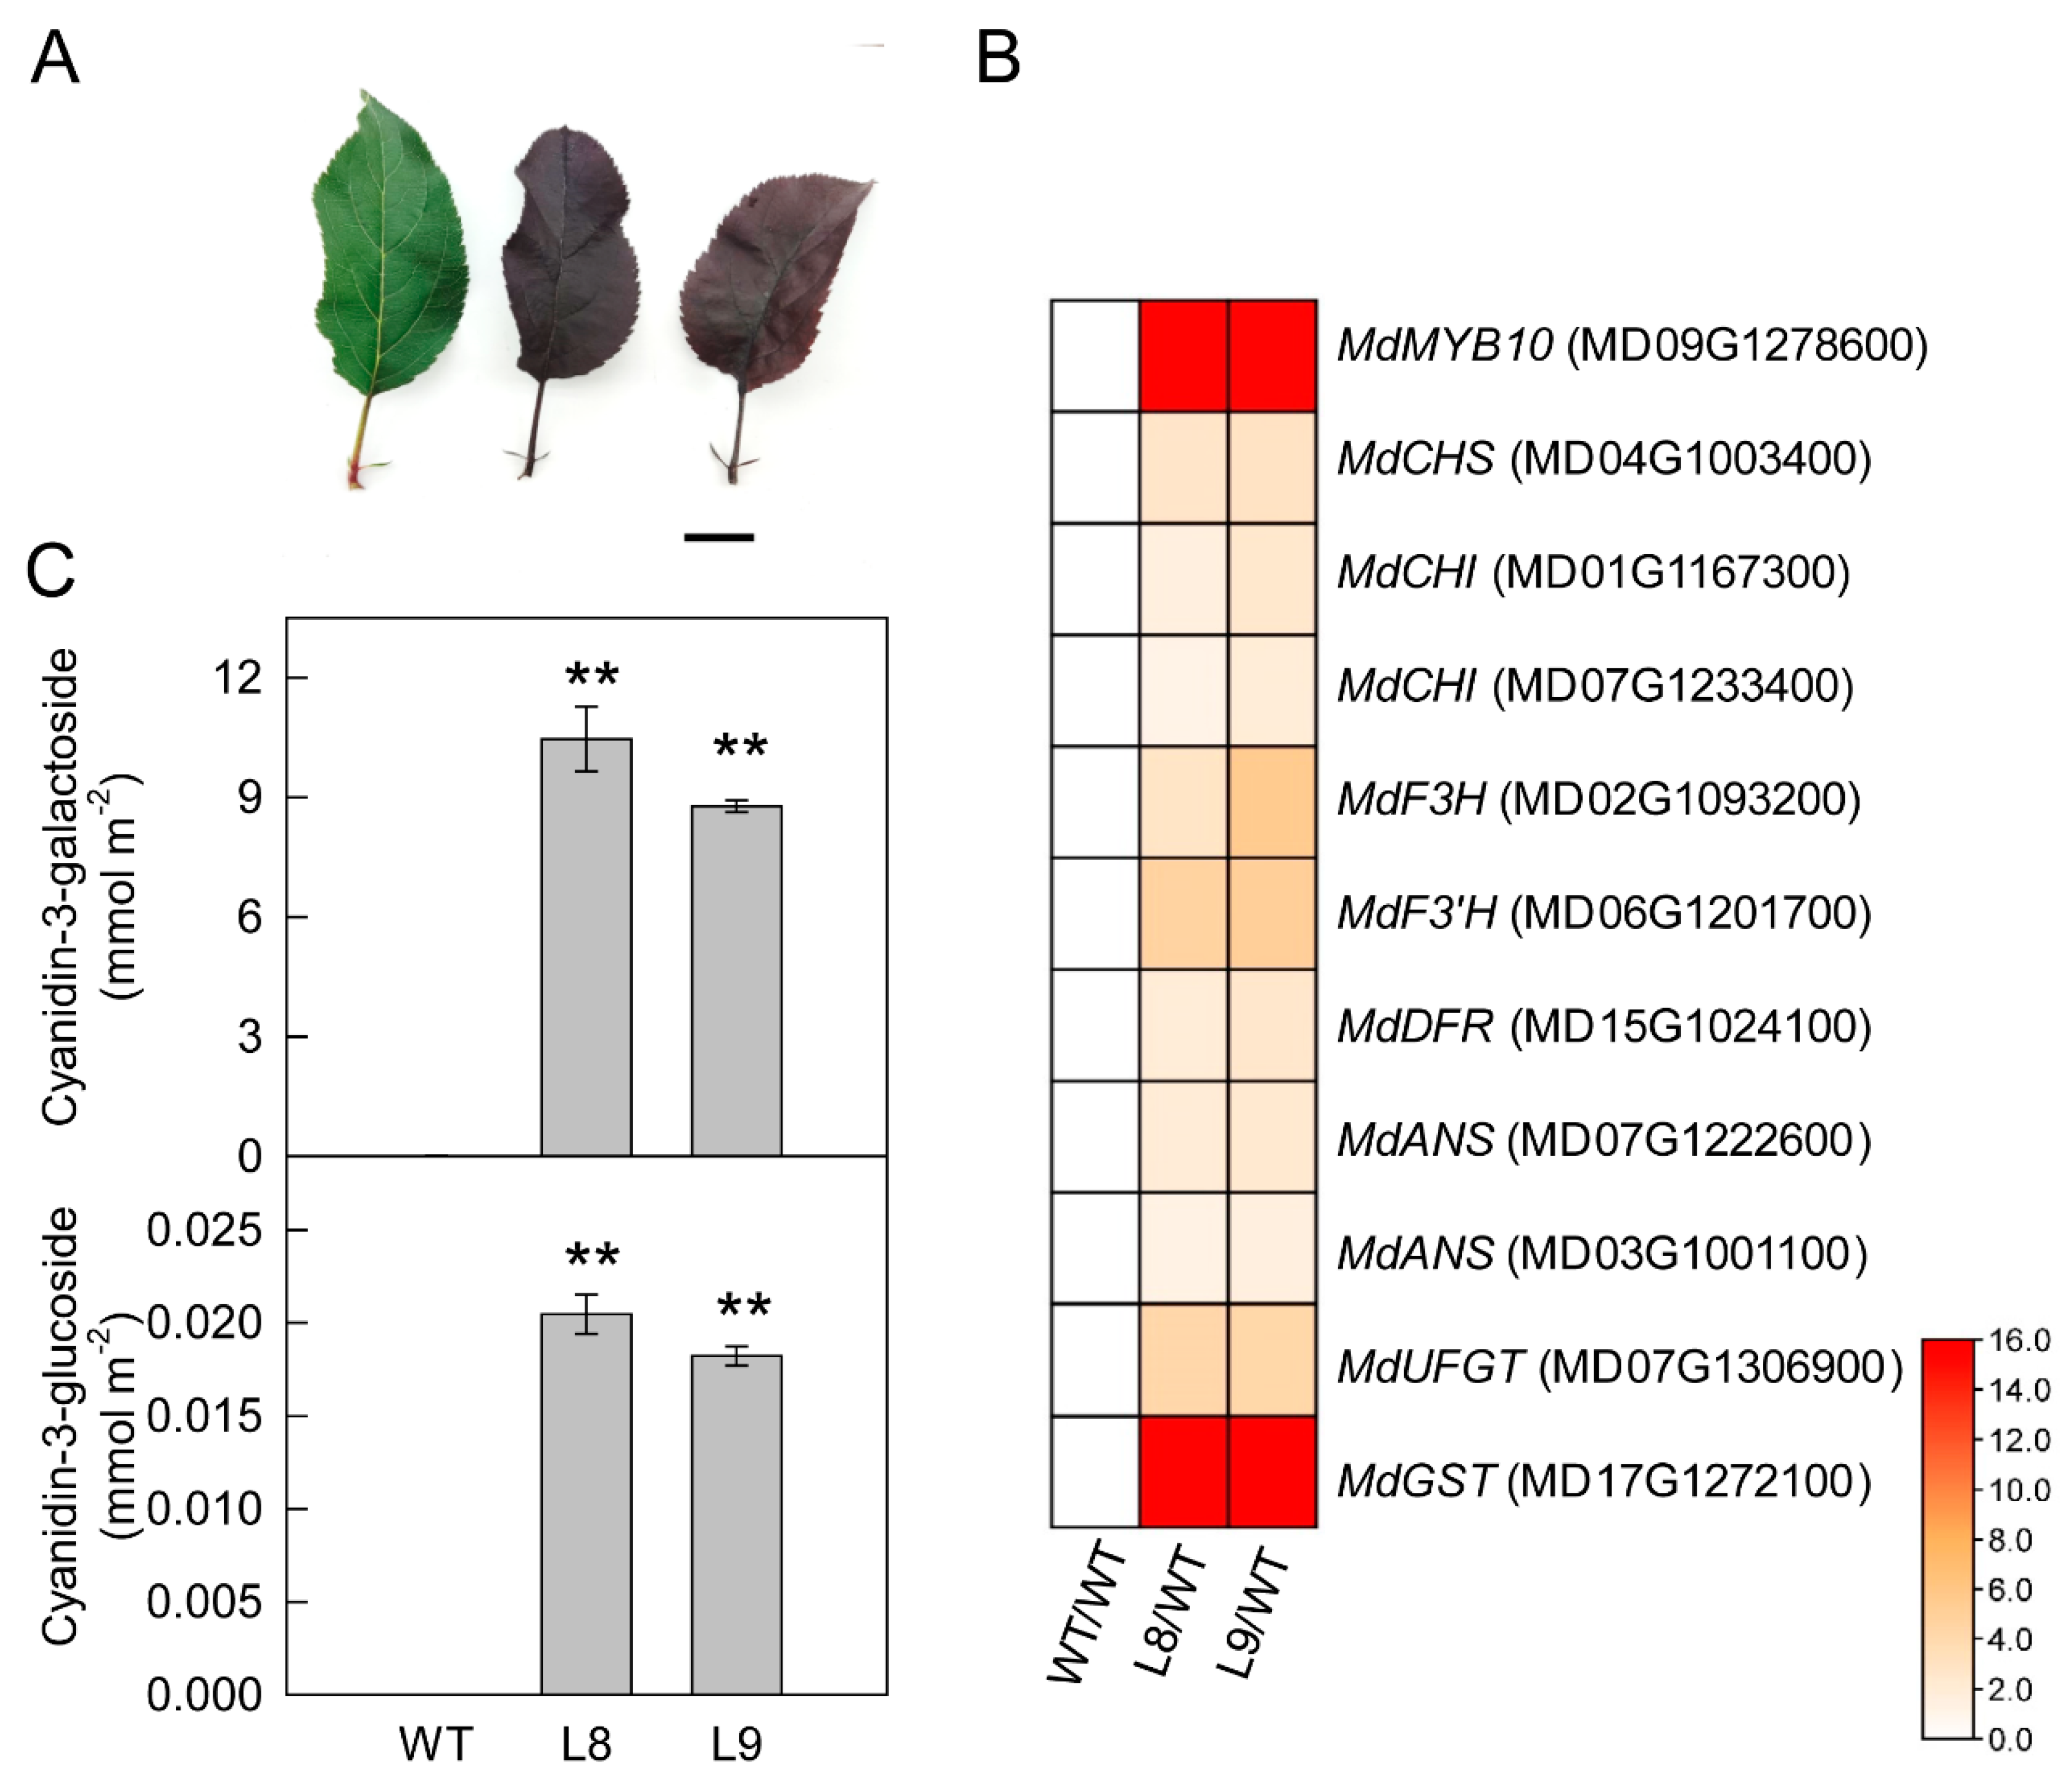 A
B
MdMYB10 (MD09G1278600)
MdCHS (MD04G1003400)
MdCHI (MD01G1167300)
MdCHI (MD07G1233400)
MdF3H (MD02G1093200)
MdF3'H (MD06G1201700)
MdDFR (MD15G1024100)
MdANS (MD07G1222600)
MdANS (MD03G1001100)
MdUFGT (MD07G1306900)
MdGST (MD17G1272100)
WT/WT
L8/WT
L9/WT
16.0
14.0
12.0
10.0
8.0
6.0
4.0
2.0
0.0
C
Cyanidin-3-galactoside
(mmol m-2)
12
9
6
3
0
**
**
Cyanidin-3-glucoside
(mmol m-2)
0.025
0.020
0.015
0.010
0.005
0.000
**
**
WT
L8
L9